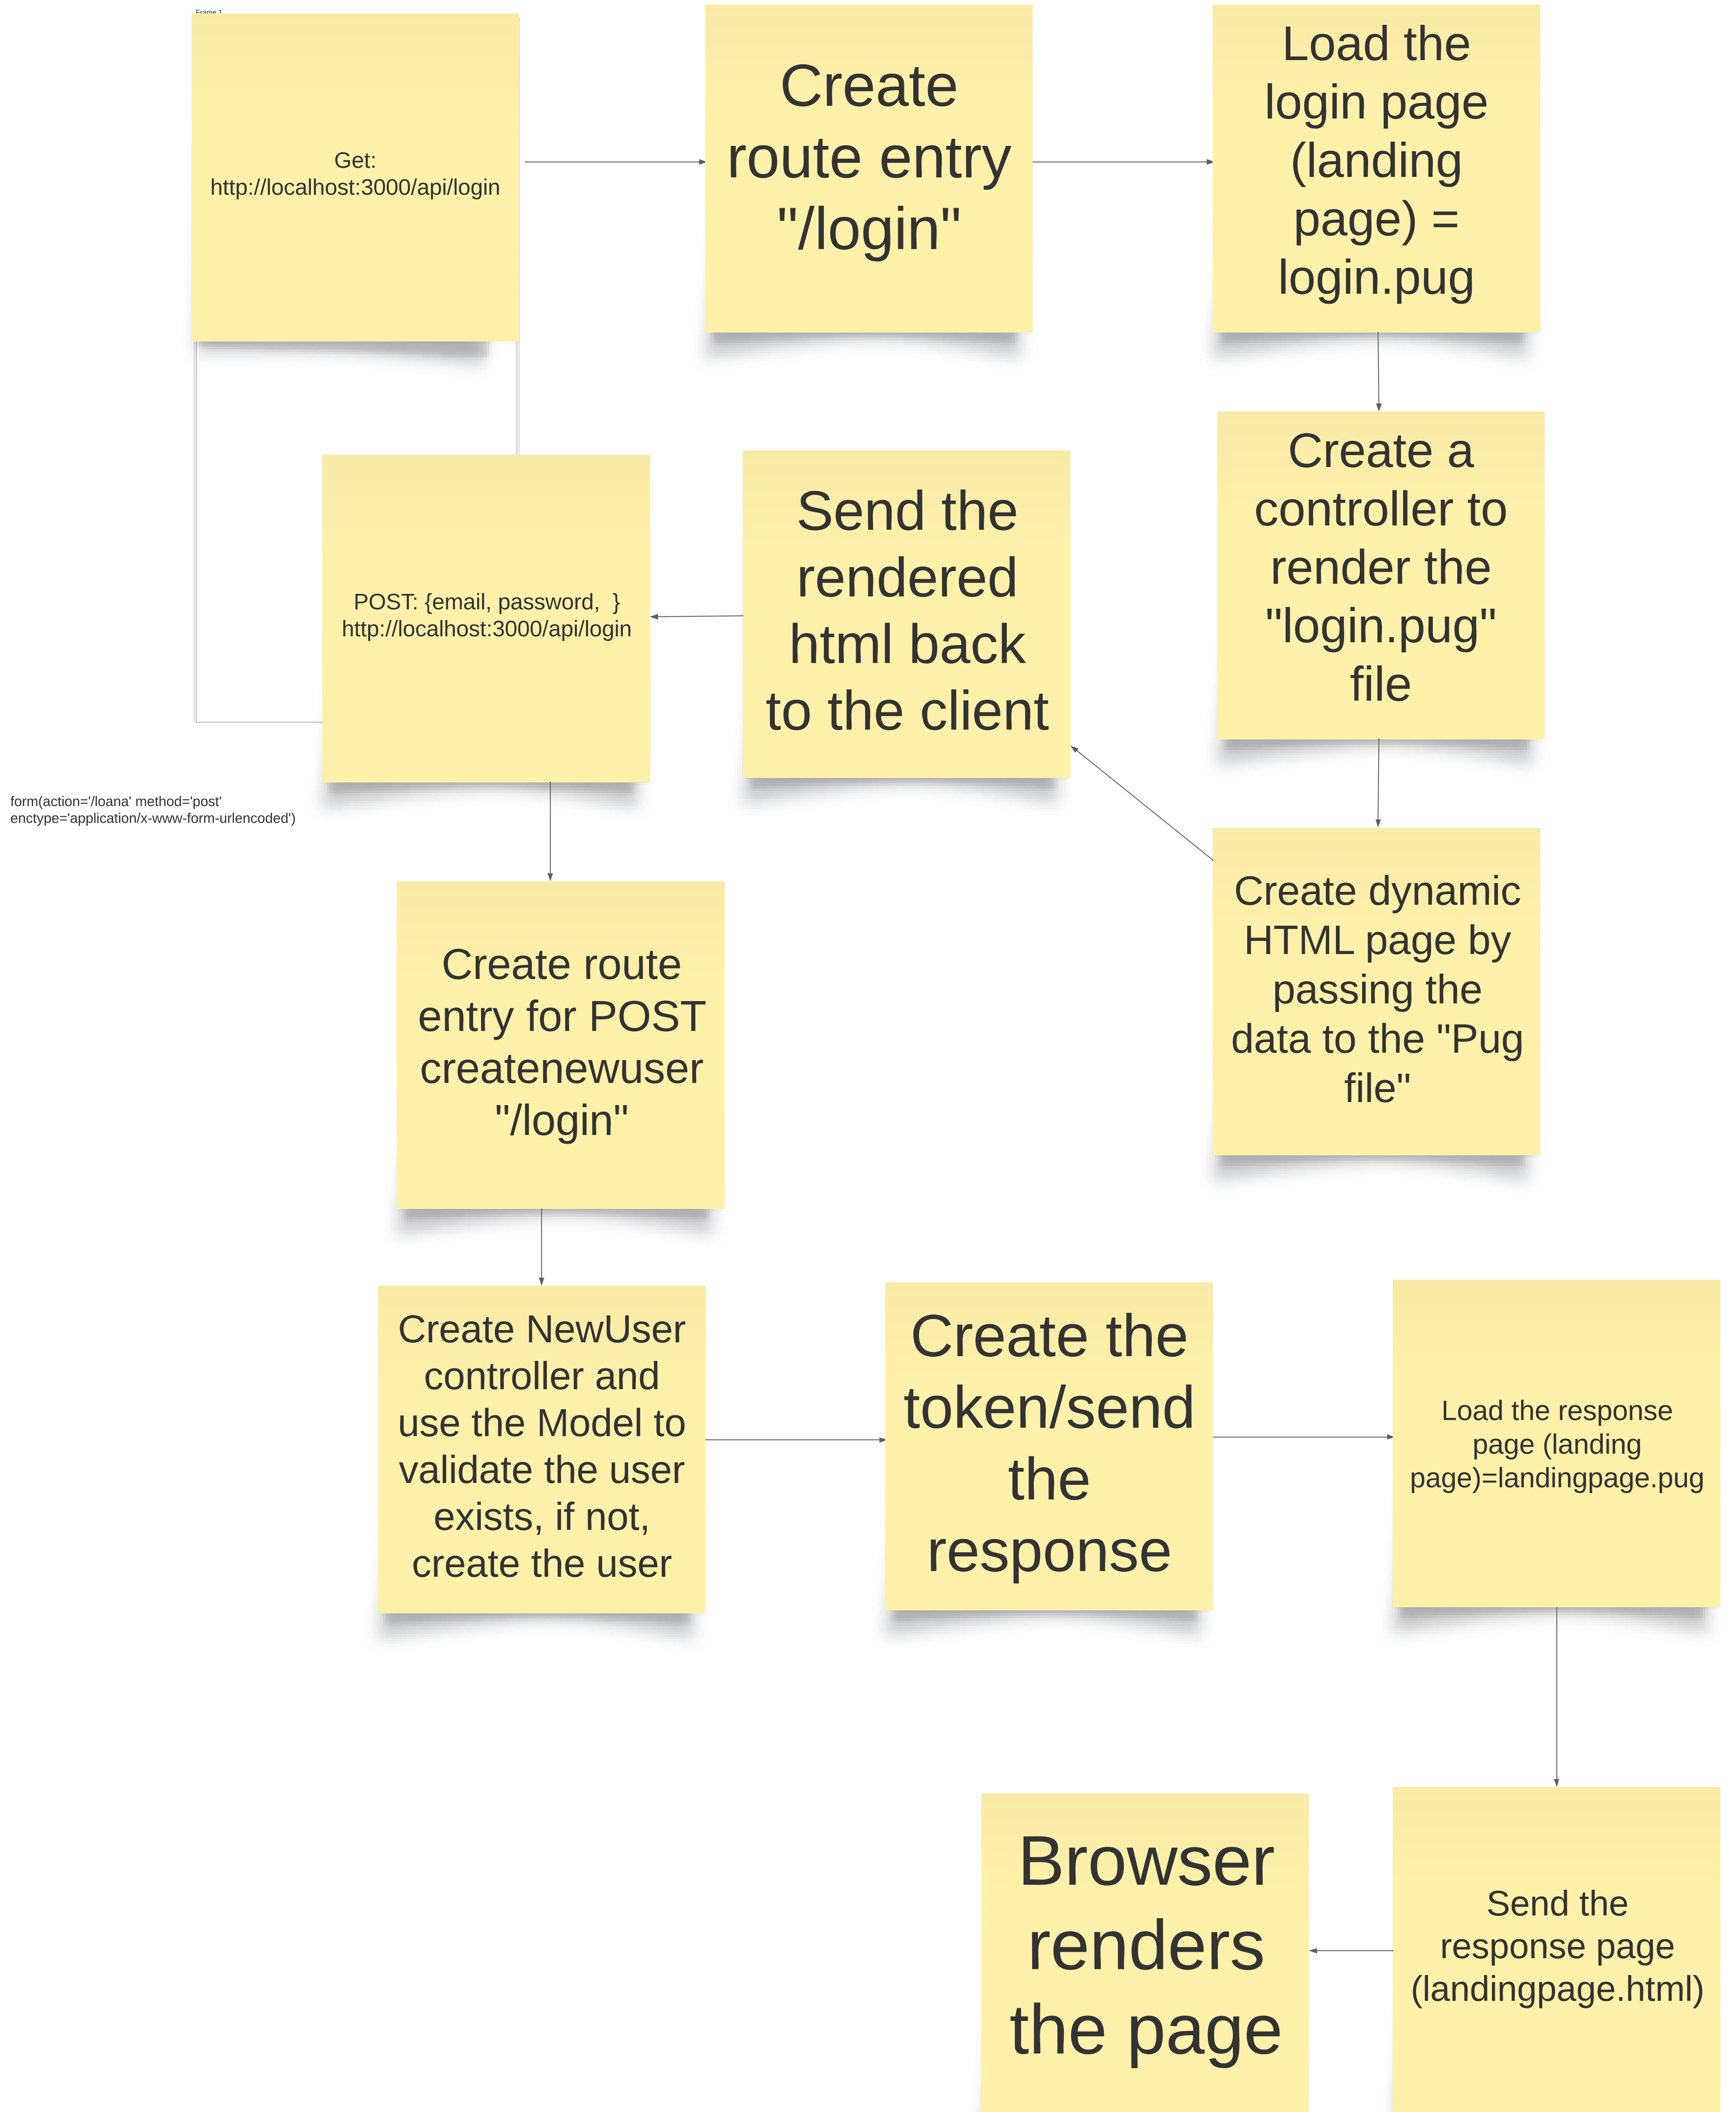 Frame 1
Get:
http://localhost:3000/api/login
Create
route entry
"/login"
Load the
login page
(landing
page) =
login.pug
Create a
controller to
render the
"login.pug"
file
Create dynamic
HTML page by
passing the
data to the "Pug
file"
Send the
rendered
html back
to the client
POST: {email, password,  }
http://localhost:3000/api/login
form(action='/loana' method='post'
enctype='application/x-www-form-urlencoded')
Create route
entry for POST
createnewuser
"/login"
Create NewUser
controller and
use the Model to
validate the user
exists, if not,
create the user
Create the
token/send
the
response
Load the response
page (landing
page)=landingpage.pug
Send the
response page
(landingpage.html)
Browser
renders
the page